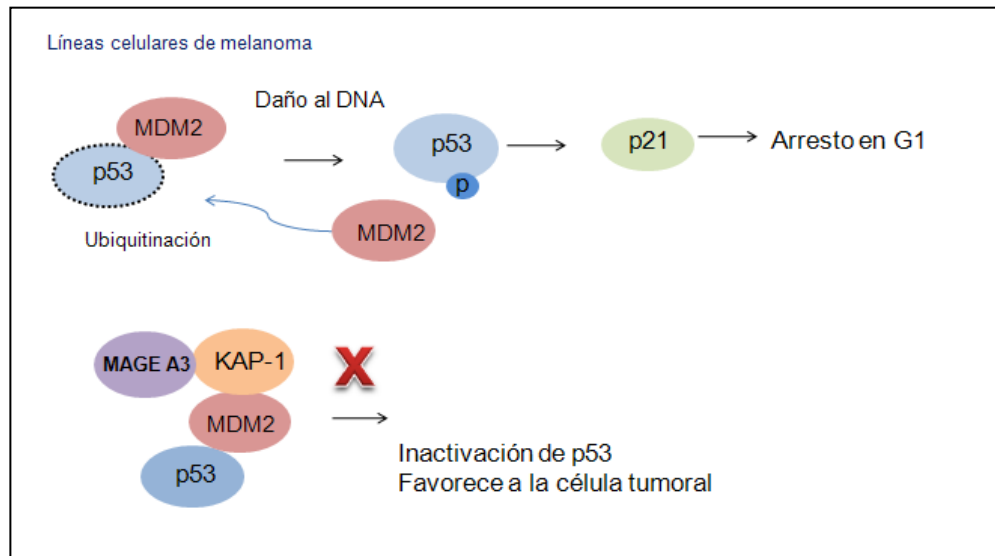 Líneas celulares de melanoma
Daño al DNA
MDM2
p53
p53
p
p21
Arresto en G1
MDM2
Ubiquitinación
MAGE A3
KAP-1
X
MDM2
p53
Inactivación de p53
Favorece a la célula tumoral